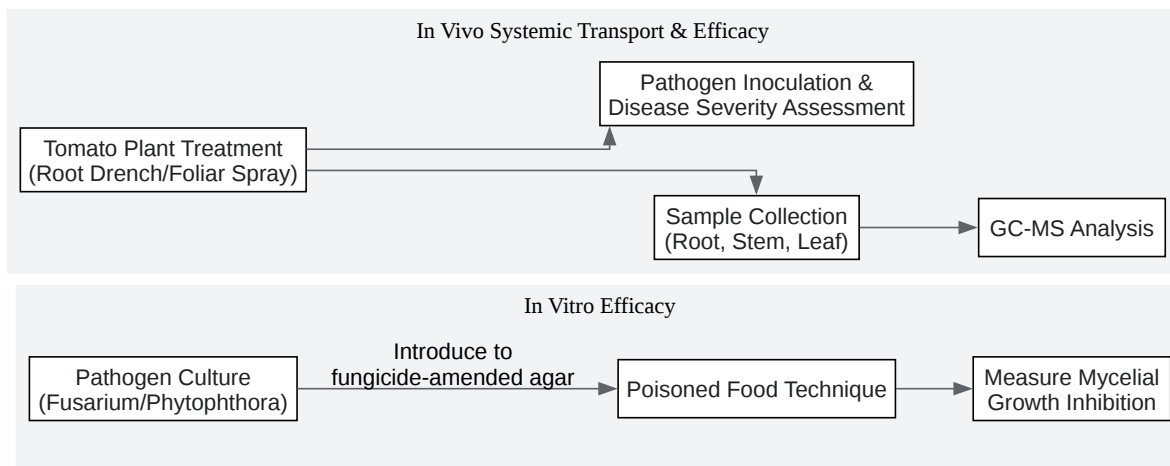 In Vivo Systemic Transport & Efficacy
Pathogen Inoculation &
Disease Severity Assessment
Tomato Plant Treatment
(Root Drench/Foliar Spray)
Sample Collection
(Root, Stem, Leaf)
GC-MS Analysis
In Vitro Efficacy
Pathogen Culture
(Fusarium/Phytophthora)
Introduce to
fungicide-amended agar
Poisoned Food Technique
Measure Mycelial
Growth Inhibition